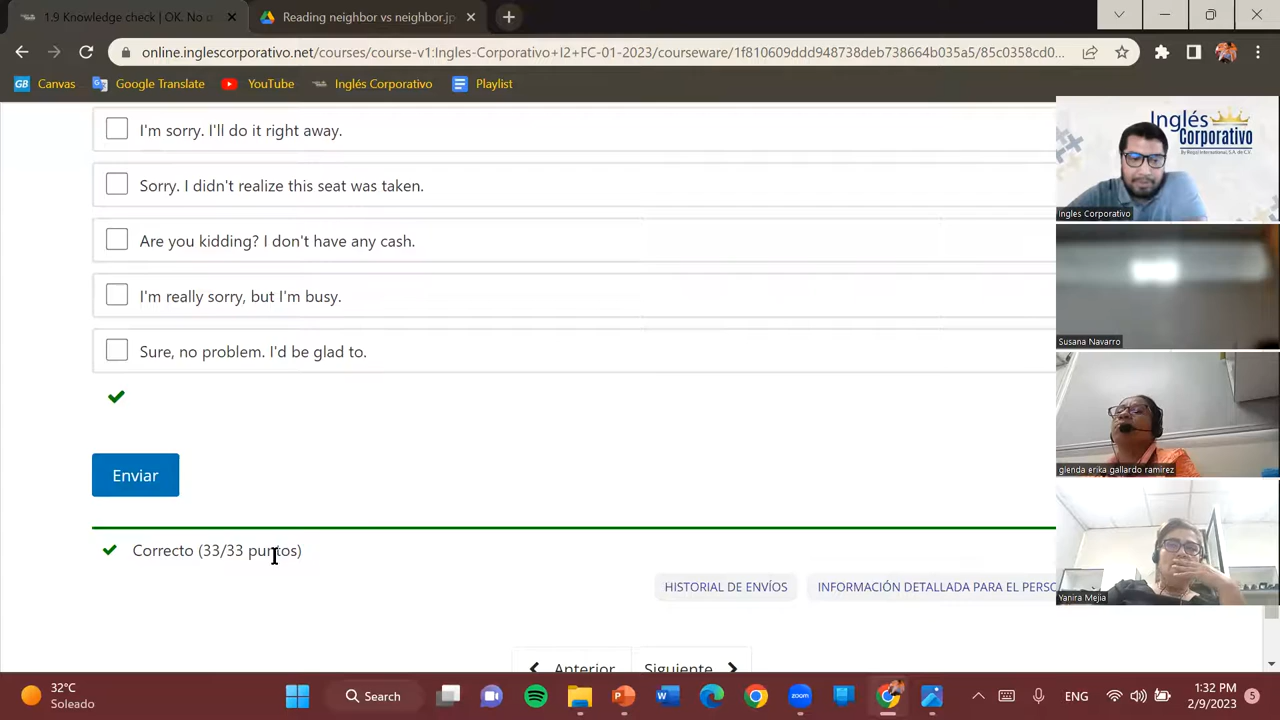 1.9 Knowledge check | OK. No o
Reading neighbor vs neighbor.jp
online.inglescorporativo.net/courses/course-v1:Ingles-Corporativo+I2+FC-01-2023/courseware/1f810609ddd948738deb738664b035a5/85c0358cd0...
Canvas
Google Translate
YouTube
Inglés Corporativo
Playlist
I'm sorry. I'll do it right away.
Sorry. I didn't realize this seat was taken.
Are you kidding? I don't have any cash.
I'm really sorry, but I'm busy.
Sure, no problem. I'd be glad to.
Enviar
Correcto (33/33 puntos)
HISTORIAL DE ENVÍOS
INFORMACIÓN DETALLADA PARA EL PERSO
Anterior
Siguiente
Inglés
Corporativo
Ingles Corporativo
Susana Navarro
glenda erika gallardo ramirez
Yanira Mejia
32°C
Soleado
Search
zoom
ENG
1:32 PM
2/9/2023
5